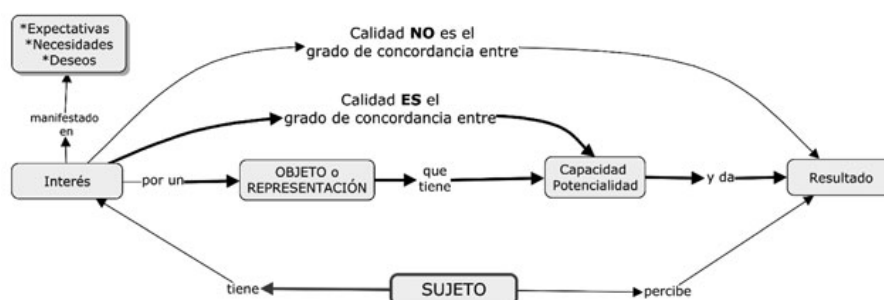 *Expectativas
*Necesidades
*Deseos
Calidad NO es el
grado de concordancia entre
manifestado
en
Calidad ES el
grado de concordancia entre
Interés
por un
OBJETO o
REPRESENTACIÓN
que
tiene
Capacidad
Potencialidad
y da
Resultado
tiene
SUJETO
percibe